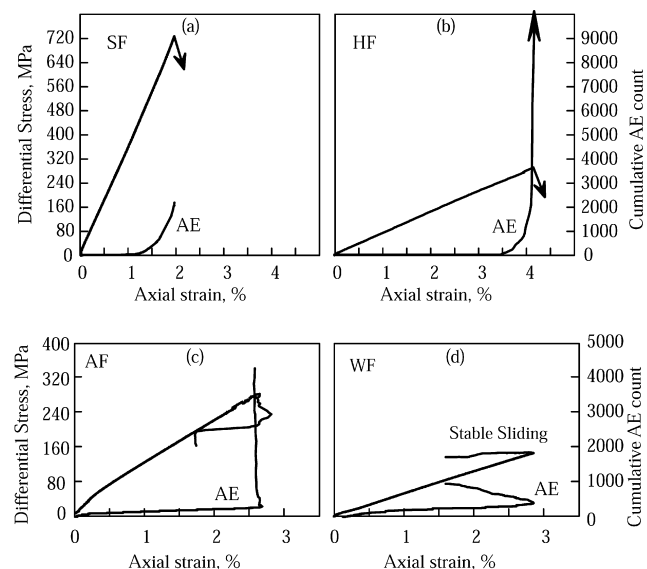 (a)
SF
720
640
560
480
400
320
240
160
80
0
AE
0 1 2 3 4
Axial strain, %
Differential Stress, MPa
(b)
HF
9000
8000
7000
6000
5000
4000
3000
2000
1000
0
AE
0 1 2 3 4 5
Axial strain, %
Cumulative AE count
(c)
AF
400
320
240
160
80
0
AE
0 1 2 3
Axial strain, %
Differential Stress, MPa
(d)
WF
5000
4000
3000
2000
1000
0
Stable Sliding
AE
0 1 2 3
Axial strain, %
Cumulative AE count